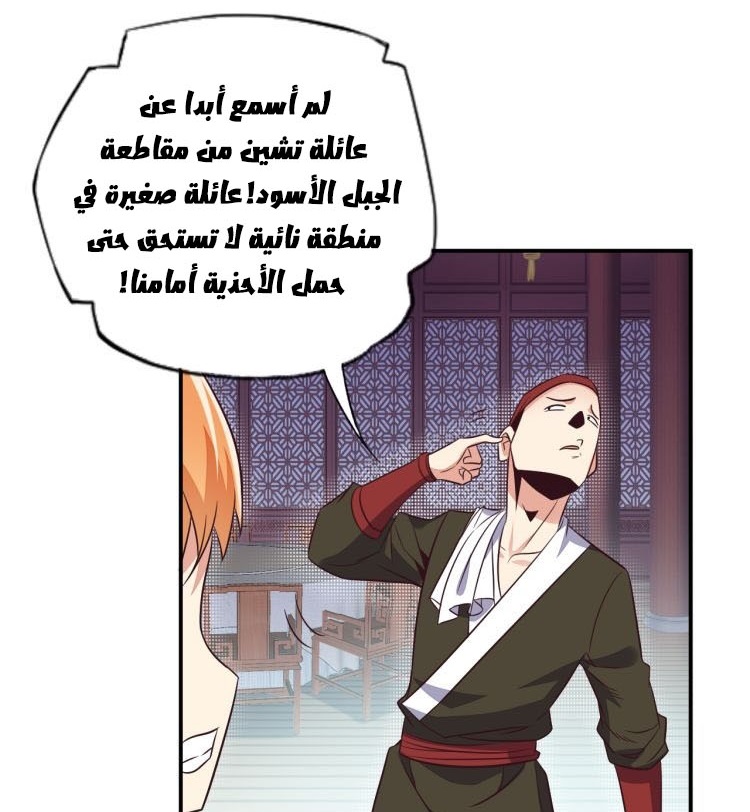 لم أسمع أبدا عن
عائلة تشين من مقاطعة
الجبل الأسود!عائلة صغيرة في
منطقة نائية لا تستحق حتى
حمل الأحذية أمامنا!